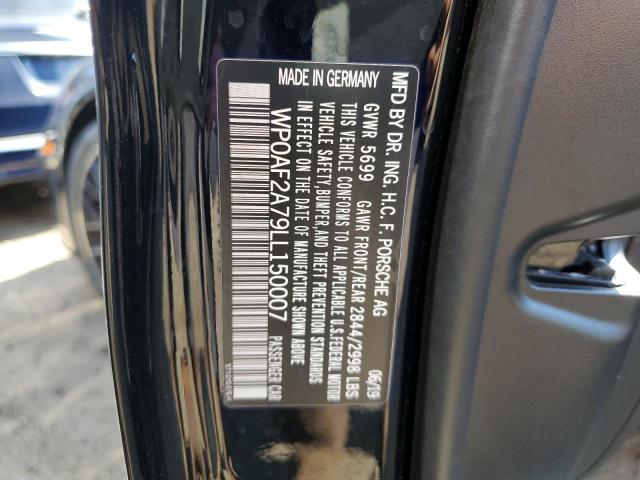 MFD BY DR. ING. H.C. F. PORSCHE AG
GVWR 5699 GAWR FRONT/REAR 2844/2998 LBS 06/19
THIS VEHICLE CONFORMS TO ALL APPLICABLE U.S.FEDERAL MOTOR
VEHICLE SAFETY,BUMPER,AND THEFT PREVENTION STANDARDS
IN EFFECT ON THE DATE OF MANUFACTURE SHOWN ABOVE
WP0AF2A79LL150007 PASSENGER CAR
MADE IN GERMANY